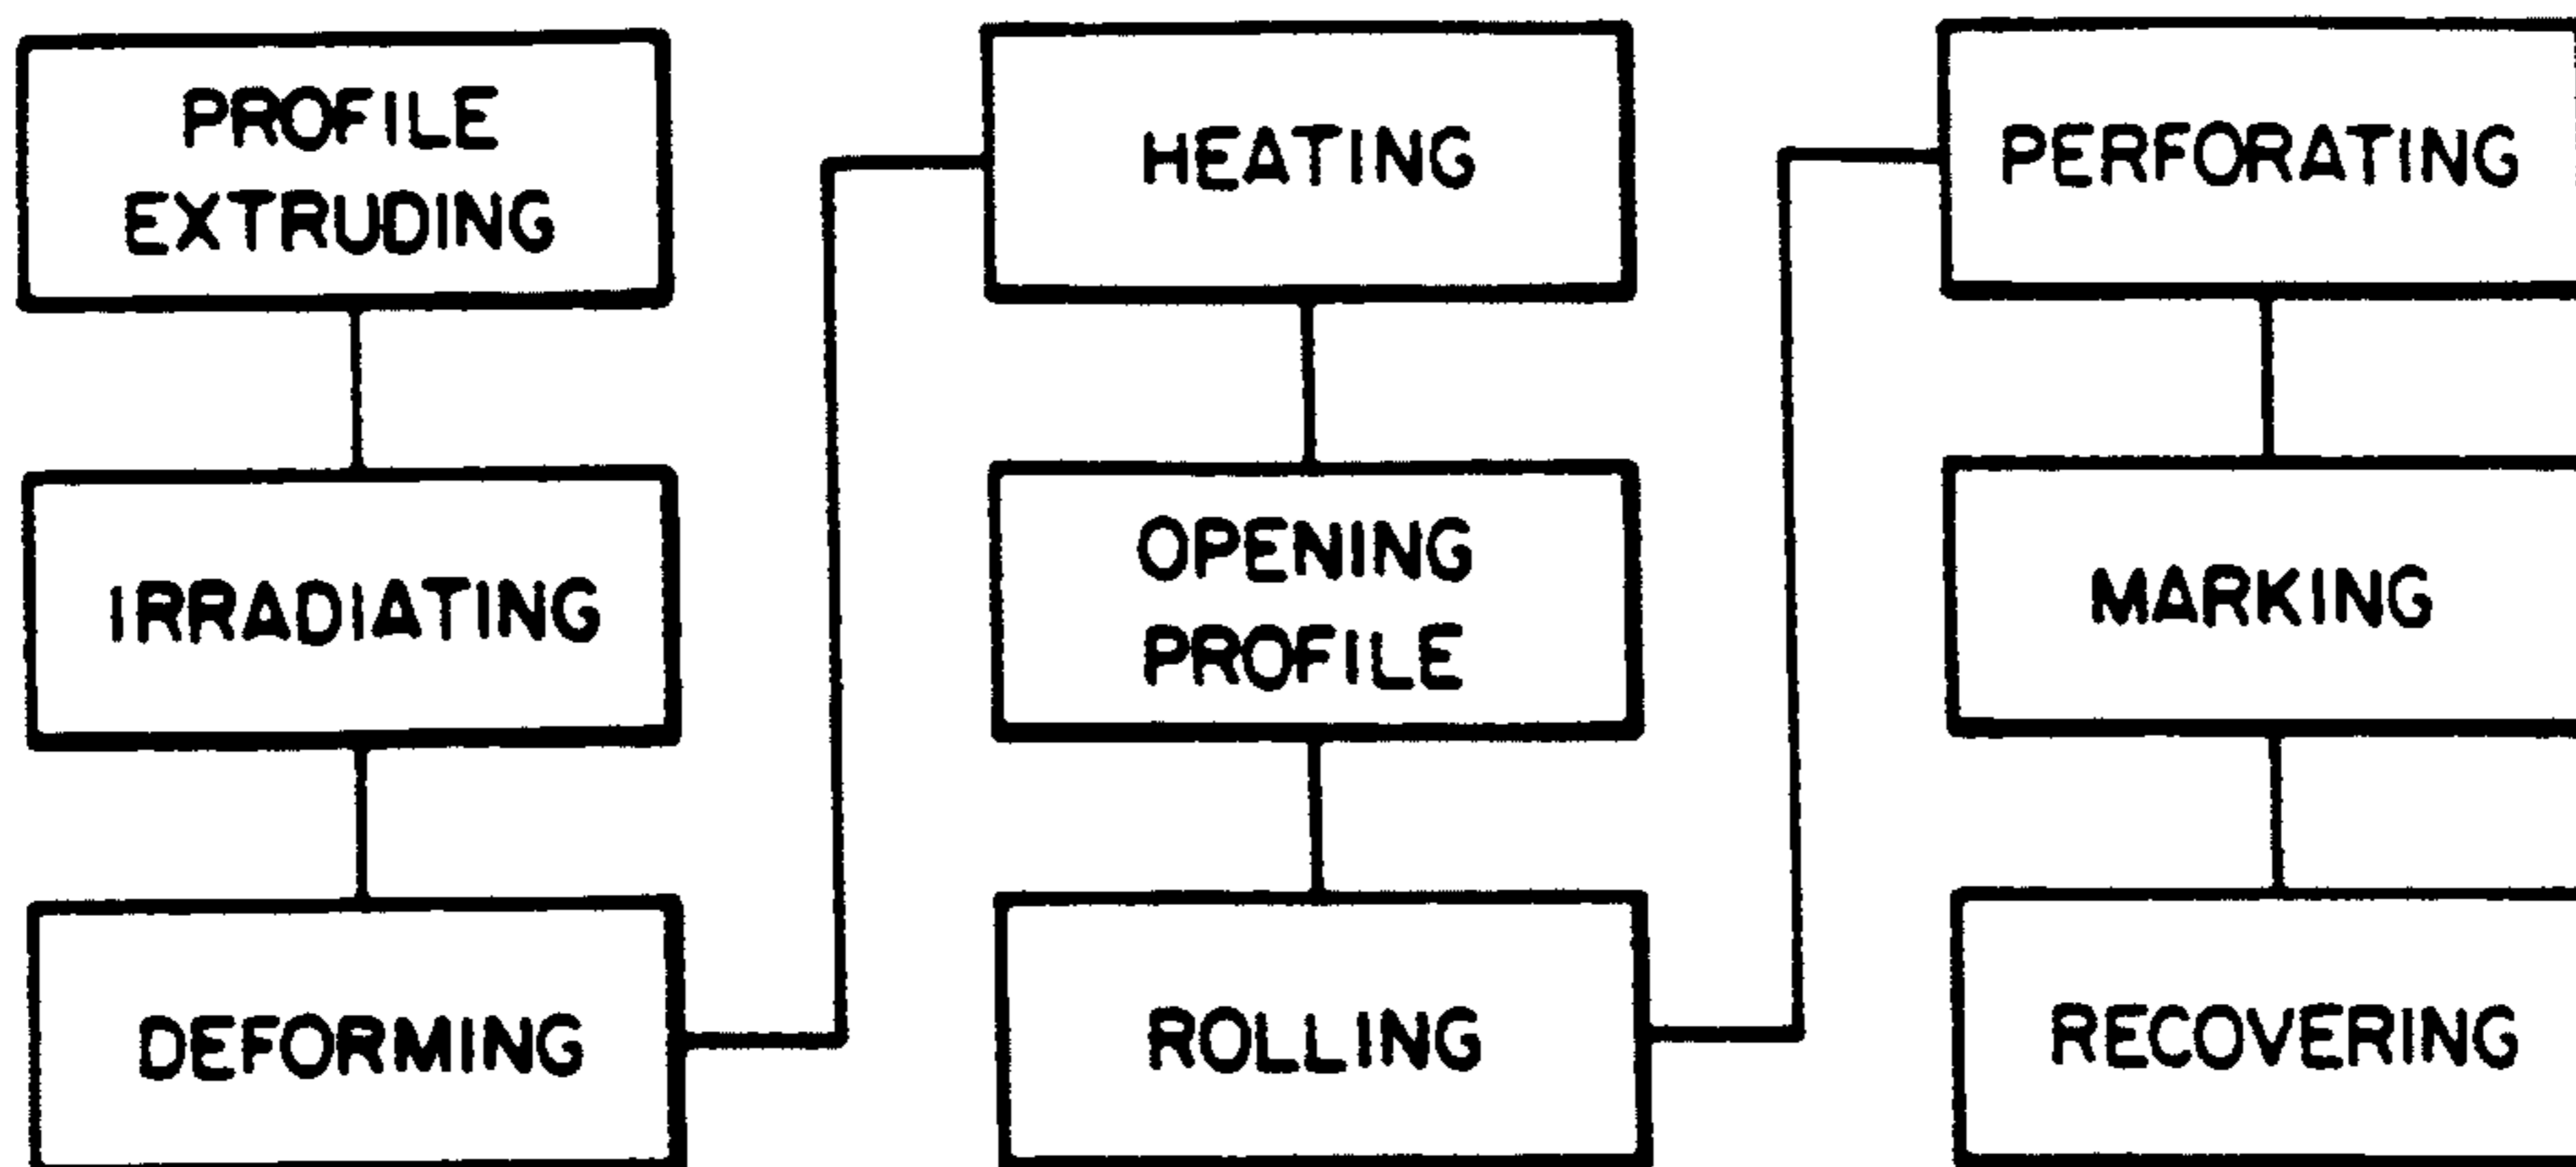 PROFILE
EXTRUDING
IRRADIATING
DEFORMING
HEATING
OPENING
PROFILE
ROLLING
PERFORATING
MARKING
RECOVERING